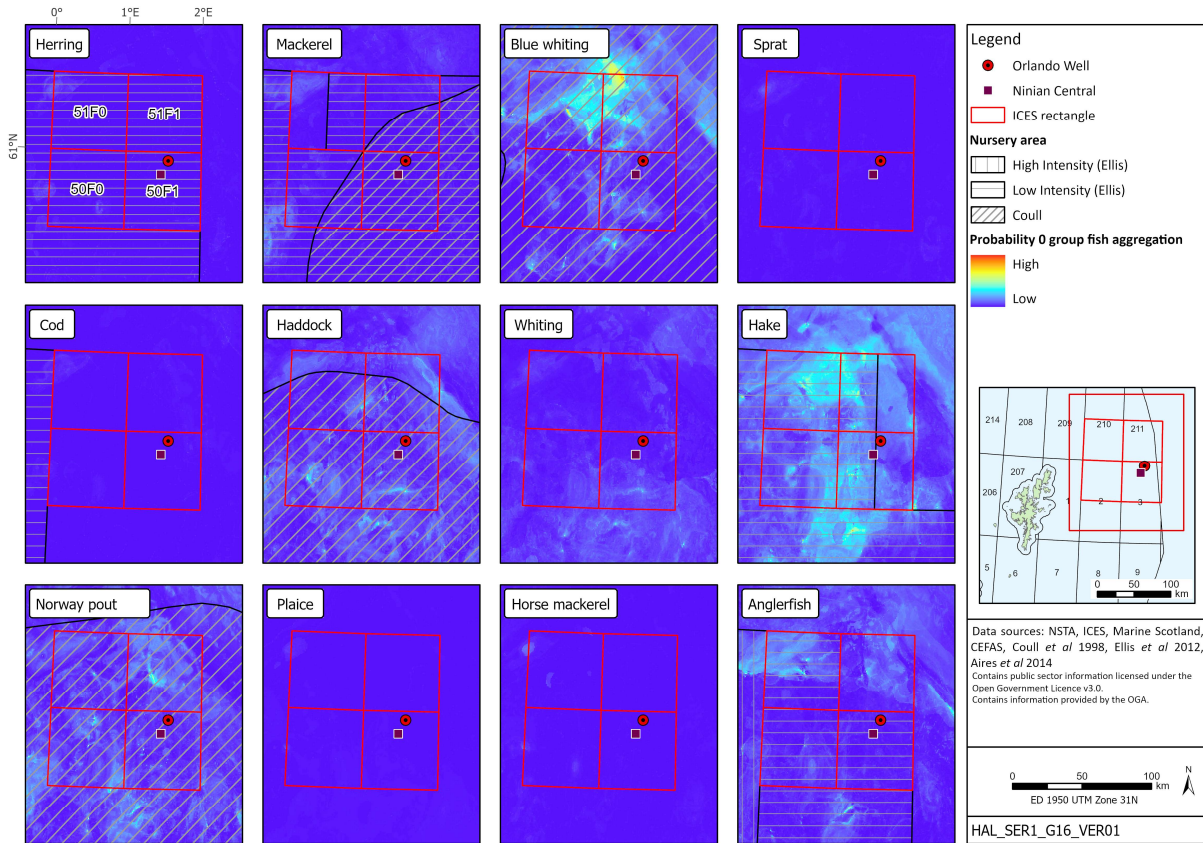 0° 1°E 2°E
61°N
Herring
51F0 51F1
50F0 50F1
Mackerel
Blue whiting
Sprat
Cod
Haddock
Whiting
Hake
Norway pout
Plaice
Horse mackerel
Anglerfish
Legend
Orlando Well
Ninian Central
ICES rectangle
Nursery area
High Intensity (Ellis)
Low Intensity (Ellis)
Coull
Probability 0 group fish aggregation
High
Low
214 208 209 210 211
207
206
1 2 3
5 6 7 8 9
0 50 100
km
Data sources: NSTA, ICES, Marine Scotland,
CEFAS, Coull et al 1998, Ellis et al 2012,
Aires et al 2014
Contains public sector information licensed under the
Open Government Licence v3.0.
Contains information provided by the OGA.
0 50 100
km
ED 1950 UTM Zone 31N
N
HAL_SER1_G16_VER01